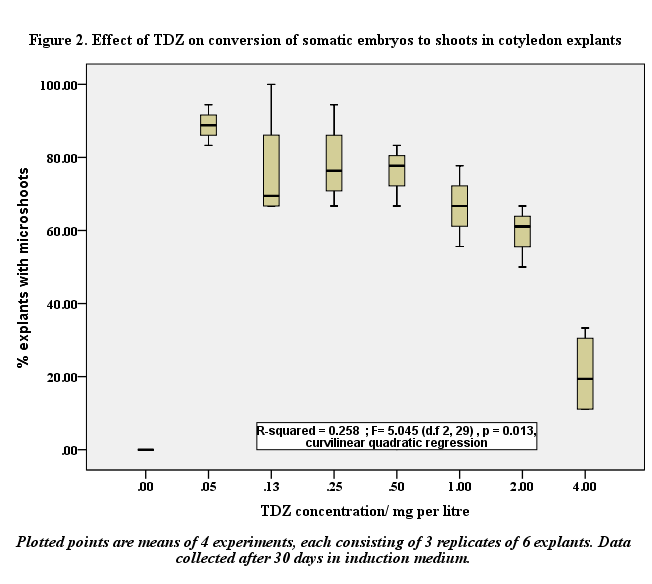 Figure 2. Effect of TDZ on conversion of somatic embryos to shoots in cotyledon explants
% explants with microshoots
100.00
80.00
60.00
40.00
20.00
.00
R-squared = 0.258 ; F= 5.045 (d.f 2, 29) , p = 0.013,
curvilinear quadratic regression
.00 .05 .13 .25 .50 1.00 2.00 4.00
TDZ concentration/ mg per litre
Plotted points are means of 4 experiments, each consisting of 3 replicates of 6 explants. Data
collected after 30 days in induction medium.